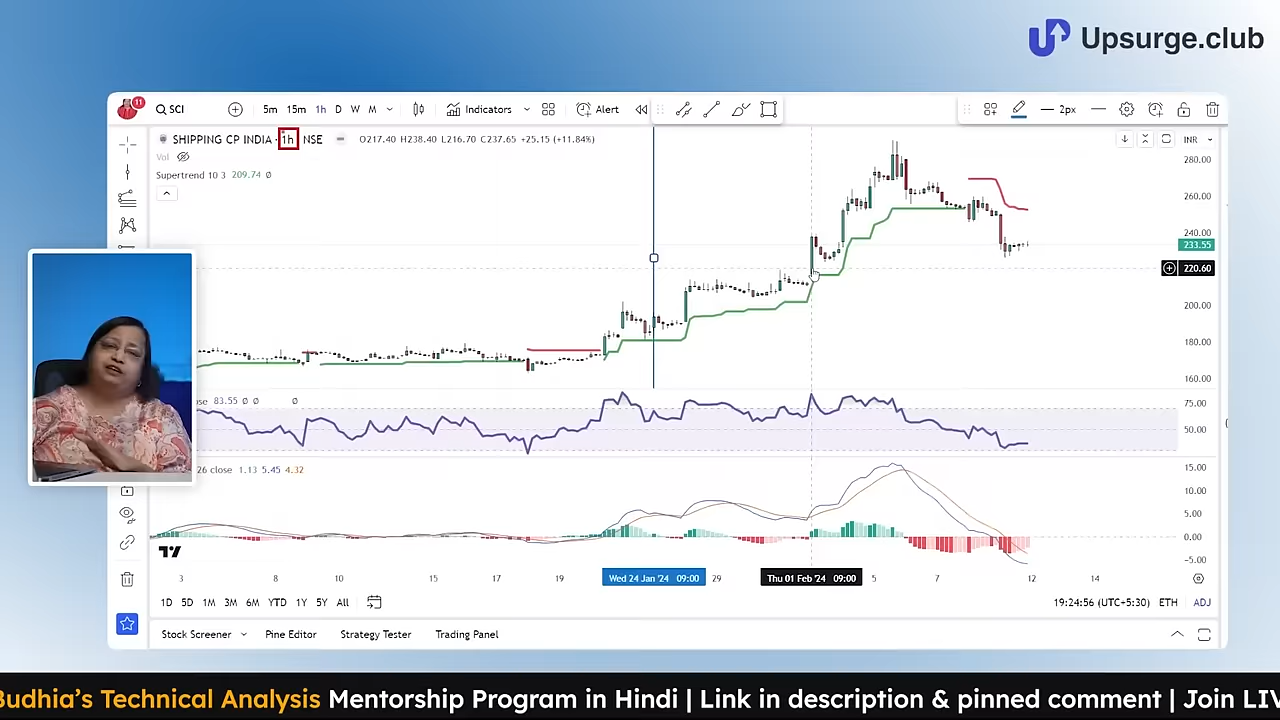 Upsurge.club
11
SCI
5m 15m 1h D W M
Indicators
Alert
2px
SHIPPING CP INDIA · 1h NSE
O217.40 H238.40 L216.70 C237.65 +25.15 (+11.84%)
INR
Vol
Supertrend 10 3 209.74 Ø
280.00
260.00
240.00
233.55
220.60
200.00
180.00
160.00
83.55 Ø Ø Ø
75.00
50.00
26 close 1.13 5.45 4.32
15.00
10.00
5.00
0.00
-5.00
3 8 10 15 17 19 Wed 24 Jan '24 09:00 29 Thu 01 Feb '24 09:00 5 7 12 14
1D 5D 1M 3M 6M YTD 1Y 5Y All
19:24:56 (UTC+5:30) ETH ADJ
Stock Screener Pine Editor Strategy Tester Trading Panel
Budhia's Technical Analysis Mentorship Program in Hindi | Link in description & pinned comment | Join LIV